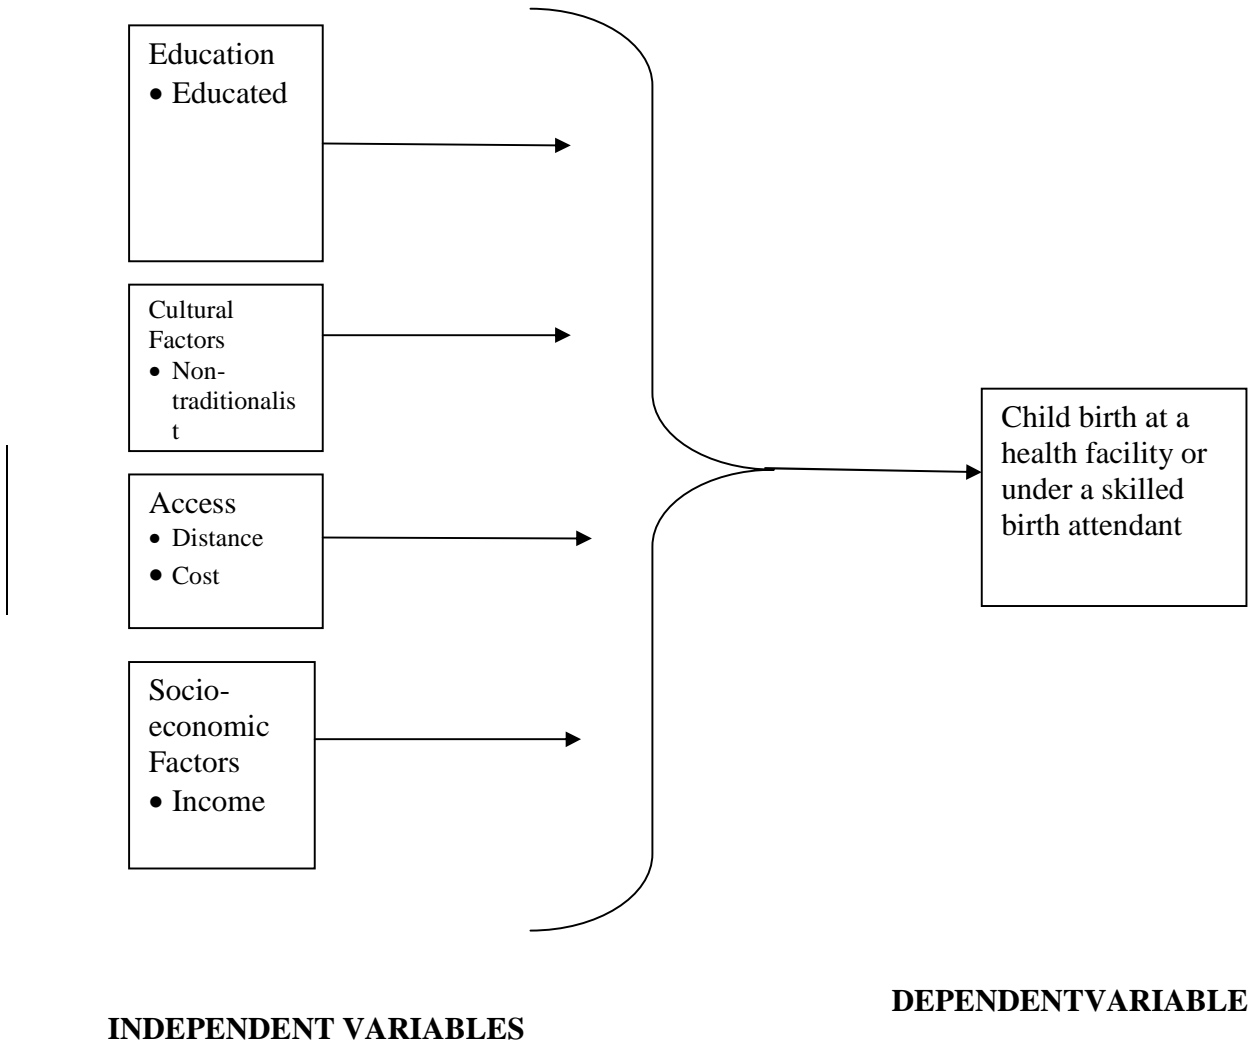 Education
• Educated
Cultural
Factors
• Non-
traditionalis
t
Access
• Distance
• Cost
Socio-
economic
Factors
• Income
Child birth at a
health facility or
under a skilled
birth attendant
DEPENDENTVARIABLE
INDEPENDENT VARIABLES